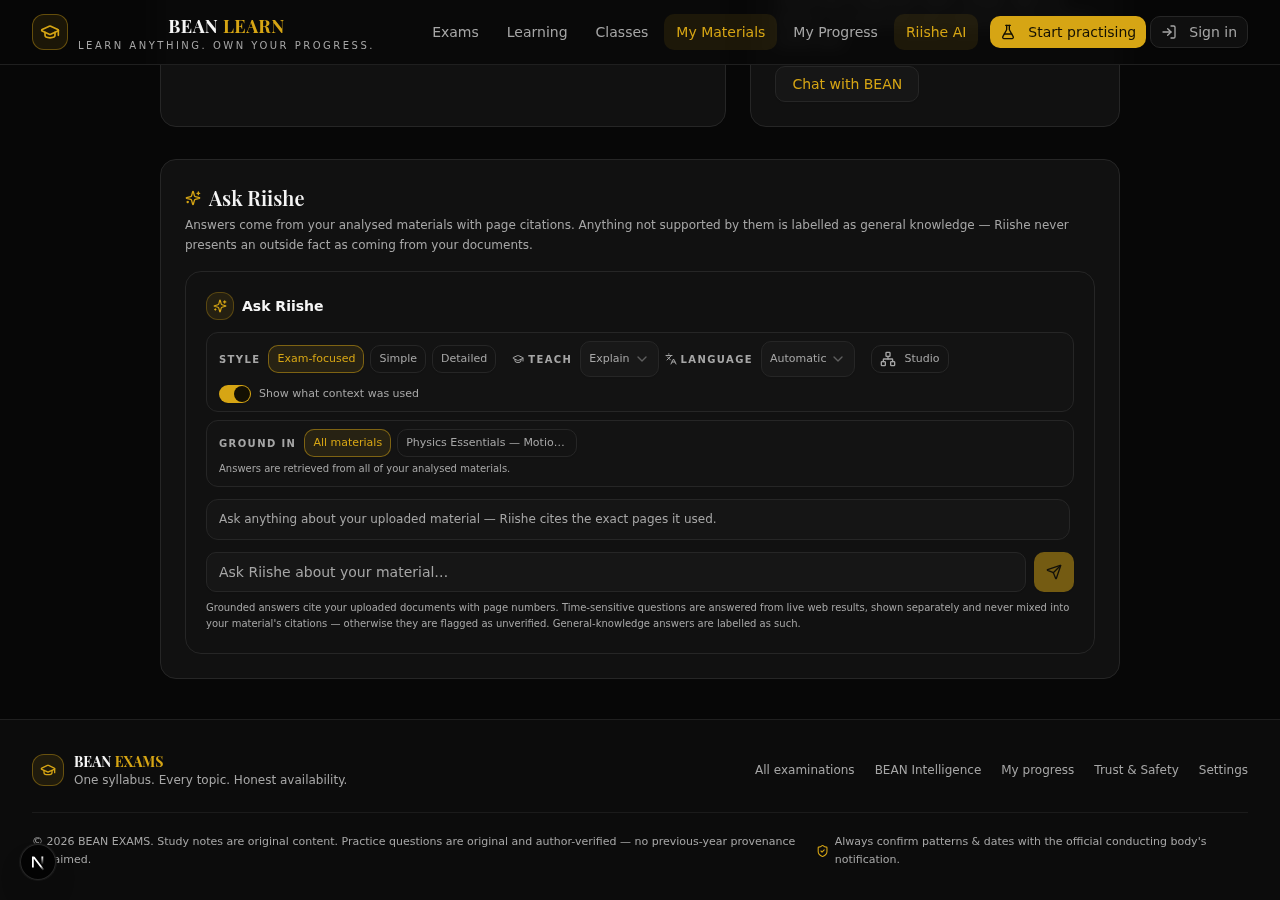 BEAN LEARN
LEARN ANYTHING. OWN YOUR PROGRESS.
Exams
Learning
Classes
My Materials
My Progress
Riishe AI
Start practising
Sign in
Chat with BEAN
Ask Riishe
Answers come from your analysed materials with page citations. Anything not supported by them is labelled as general knowledge — Riishe never
presents an outside fact as coming from your documents.
Ask Riishe
STYLE
Exam-focused
Simple
Detailed
TEACH
Explain
LANGUAGE
Automatic
Studio
Show what context was used
GROUND IN
All materials
Physics Essentials — Motio...
Answers are retrieved from all of your analysed materials.
Ask anything about your uploaded material — Riishe cites the exact pages it used.
Ask Riishe about your material...
Grounded answers cite your uploaded documents with page numbers. Time-sensitive questions are answered from live web results, shown separately and never mixed into
your material's citations — otherwise they are flagged as unverified. General-knowledge answers are labelled as such.
BEAN EXAMS
One syllabus. Every topic. Honest availability.
All examinations
BEAN Intelligence
My progress
Trust & Safety
Settings
© 2026 BEAN EXAMS. Study notes are original content. Practice questions are original and author-verified — no previous-year provenance
aimed.
Always confirm patterns & dates with the official conducting body's
notification.